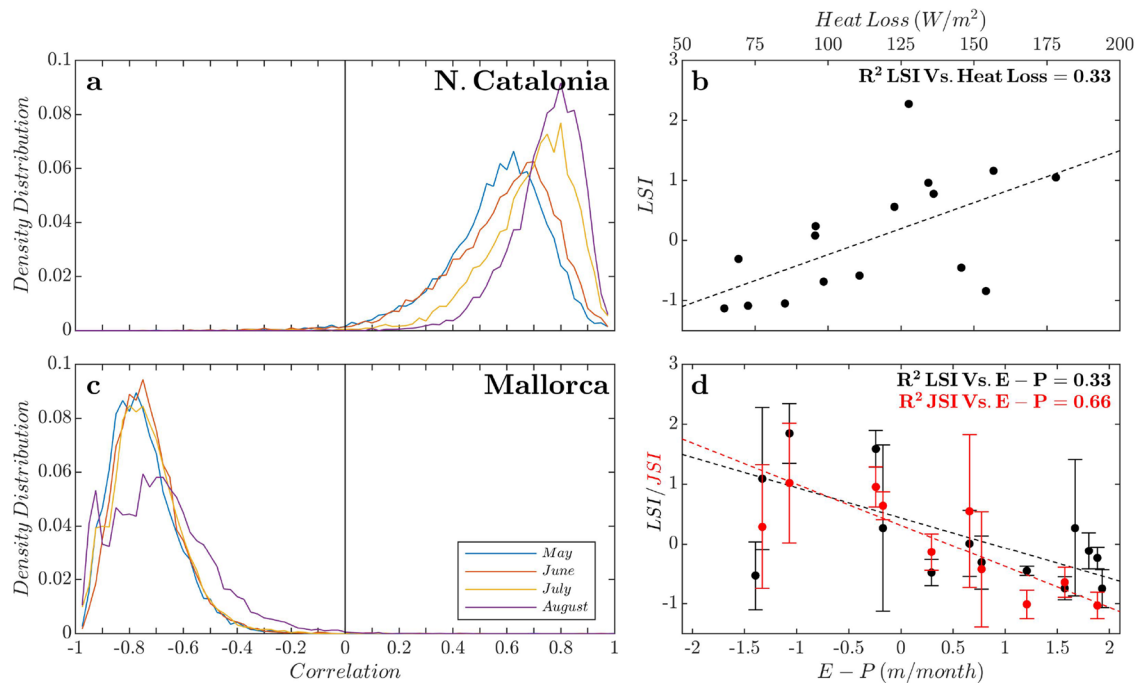 a
N. Catalonia
0.1
0.08
0.06
0.04
0.02
0
Density Distribution
Heat Loss (W/m²)
50 75 100 125 150 175 200
b
R² LSI Vs. Heat Loss = 0.33
3
2
1
0
-1
LSI
c
Mallorca
0.1
0.08
0.06
0.04
0.02
0
Density Distribution
May
June
July
August
-1 -0.8 -0.6 -0.4 -0.2 0 0.2 0.4 0.6 0.8 1
Correlation
d
R² LSI Vs. E − P = 0.33
R² JSI Vs. E − P = 0.66
3
2
1
0
-1
LSI/JSI
-2 -1.5 -1 -0.5 0 0.5 1 1.5 2
E − P (m/month)